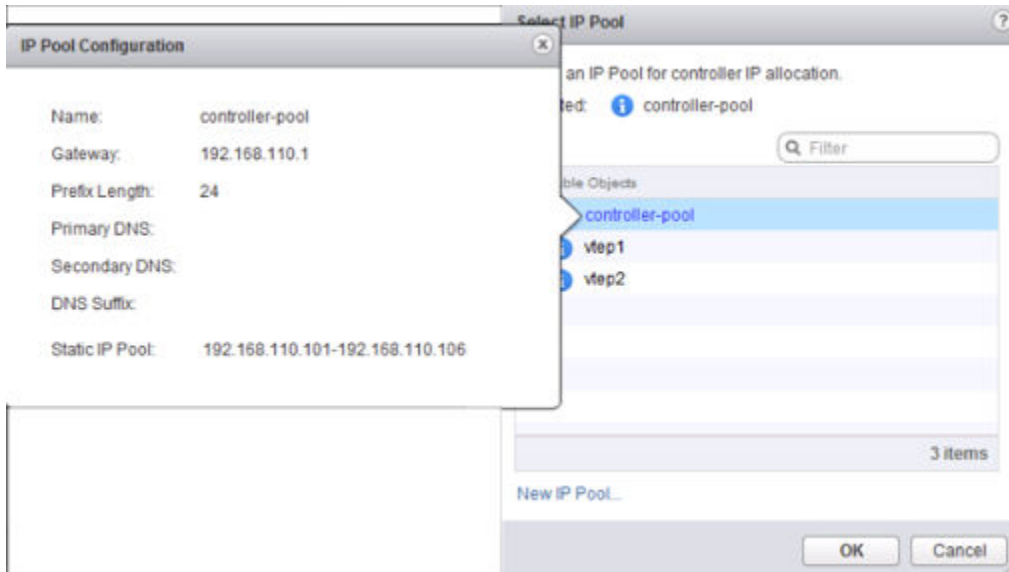 IP Pool Configuration
Name: controller-pool
Gateway: 192.168.110.1
Prefix Length: 24
Primary DNS:
Secondary DNS:
DNS Suffix:
Static IP Pool: 192.168.110.101-192.168.110.106
Select IP Pool
?
an IP Pool for controller IP allocation.
ted: controller-pool
Filter
ble Objects
controller-pool
vtep1
vtep2
3 items
New IP Pool...
OK Cancel